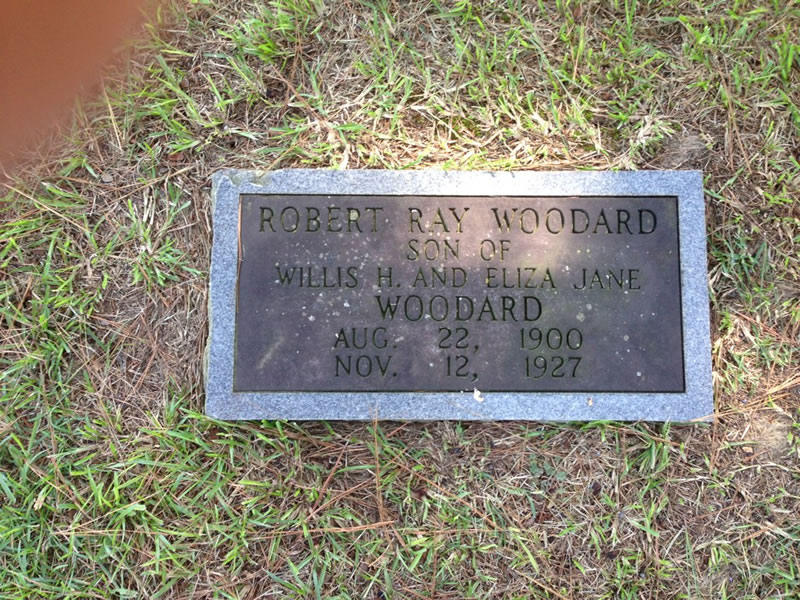 ROBERT RAY WOODARD
SON OF
WILLIS H. AND ELIZA JANE
WOODARD
AUG. 22, 1900
NOV. 12, 1927